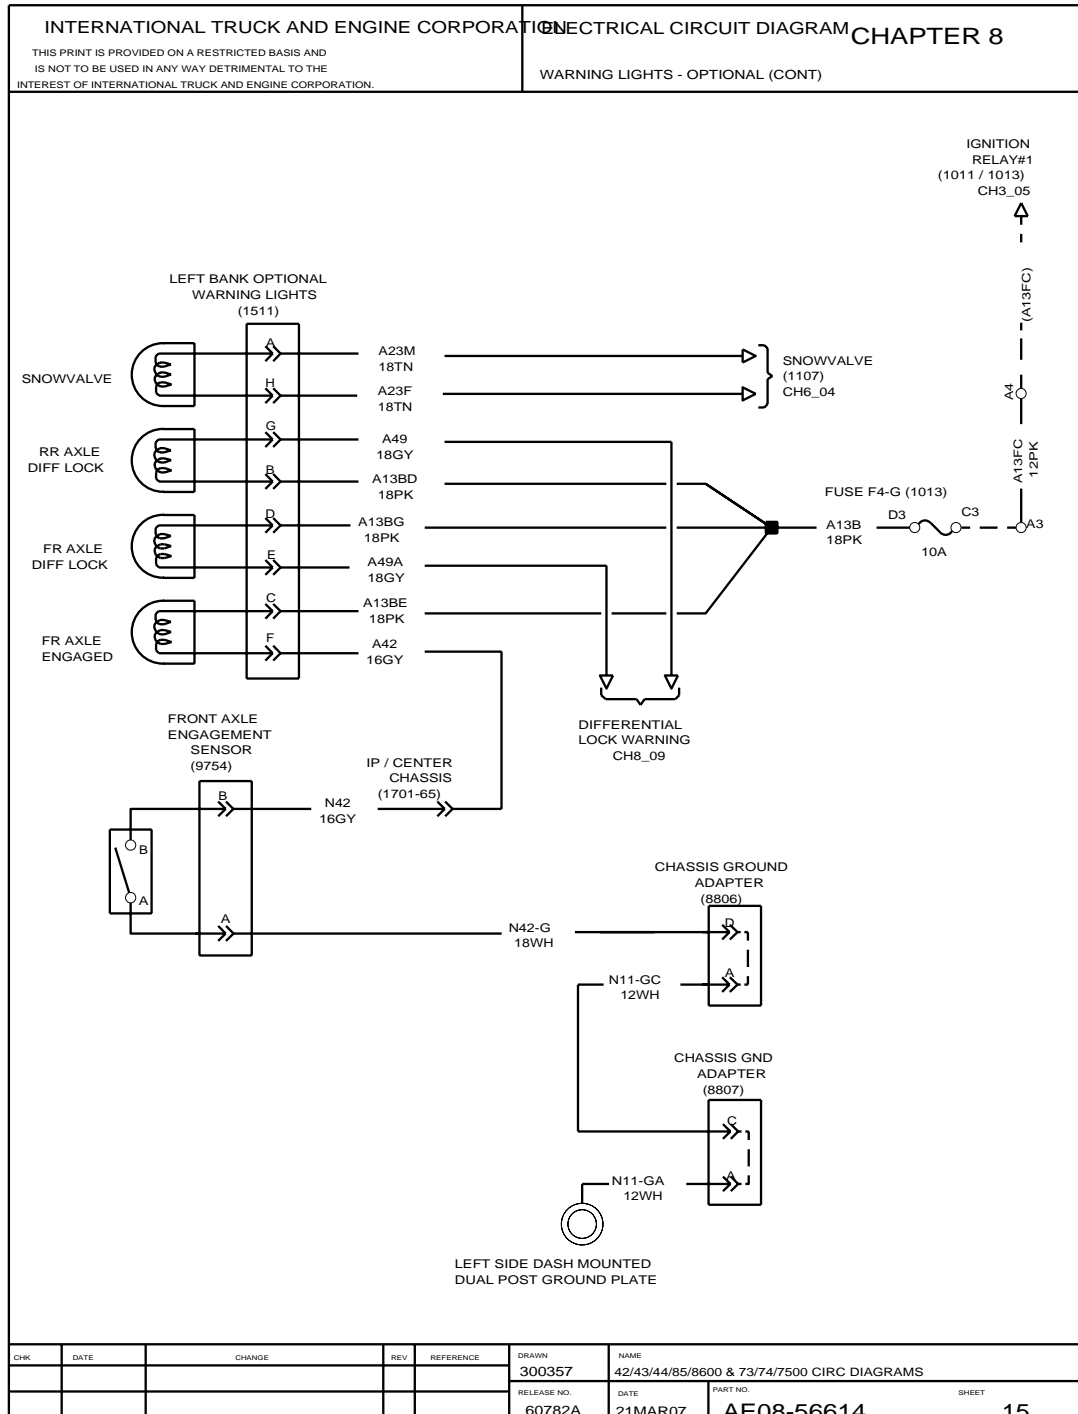 INTERNATIONAL TRUCK AND ENGINE CORPORATION
THIS PRINT IS PROVIDED ON A RESTRICTED BASIS AND
IS NOT TO BE USED IN ANY WAY DETRIMENTAL TO THE
INTEREST OF INTERNATIONAL TRUCK AND ENGINE CORPORATION.
ELECTRICAL CIRCUIT DIAGRAM
CHAPTER 8
WARNING LIGHTS - OPTIONAL (CONT)
IGNITION
RELAY#1
(1011 / 1013)
CH3_05
(A13FC)
A4
A13FC
12PK
A3
LEFT BANK OPTIONAL
WARNING LIGHTS
(1511)
SNOWVALVE
A
A23M
18TN
H
A23F
18TN
SNOWVALVE
(1107)
CH6_04
RR AXLE
DIFF LOCK
G
A49
18GY
B
A13BD
18PK
FR AXLE
DIFF LOCK
D
A13BG
18PK
E
A49A
18GY
FR AXLE
ENGAGED
C
A13BE
18PK
F
A42
16GY
A13B
18PK
FUSE F4-G (1013)
D3
C3
10A
DIFFERENTIAL
LOCK WARNING
CH8_09
FRONT AXLE
ENGAGEMENT
SENSOR
(9754)
B
N42
16GY
IP / CENTER
CHASSIS
(1701-65)
B
A
A
N42-G
18WH
CHASSIS GROUND
ADAPTER
(8806)
D
A
N11-GC
12WH
CHASSIS GND
ADAPTER
(8807)
C
A
N11-GA
12WH
LEFT SIDE DASH MOUNTED
DUAL POST GROUND PLATE
CHK DATE CHANGE REV REFERENCE
DRAWN
300357
NAME
42/43/44/85/8600 & 73/74/7500 CIRC DIAGRAMS
RELEASE NO.
60782A
DATE
21MAR07
PART NO.
AE08-56614
SHEET
15